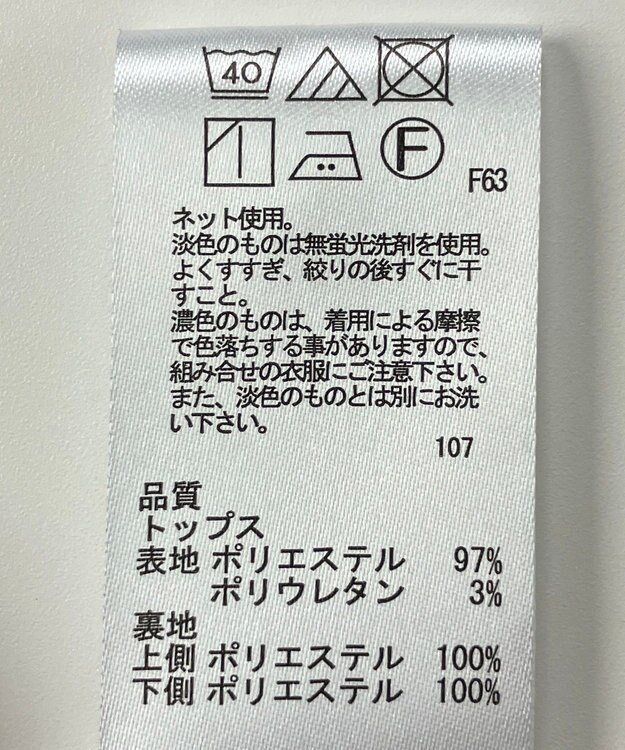 40
F
F63
ネット使用。
淡色のものは無蛍光洗剤を使用。
よくすすぎ、絞りの後すぐに干
すこと。
濃色のものは、着用による摩擦
で色落ちする事がありますので、
組み合せの衣服にご注意下さい。
また、淡色のものとは別にお洗
い下さい。
107
品質
トップス
表地 ポリエステル 97%
ポリウレタン 3%
裏地
上側 ポリエステル 100%
下側 ポリエステル 100%